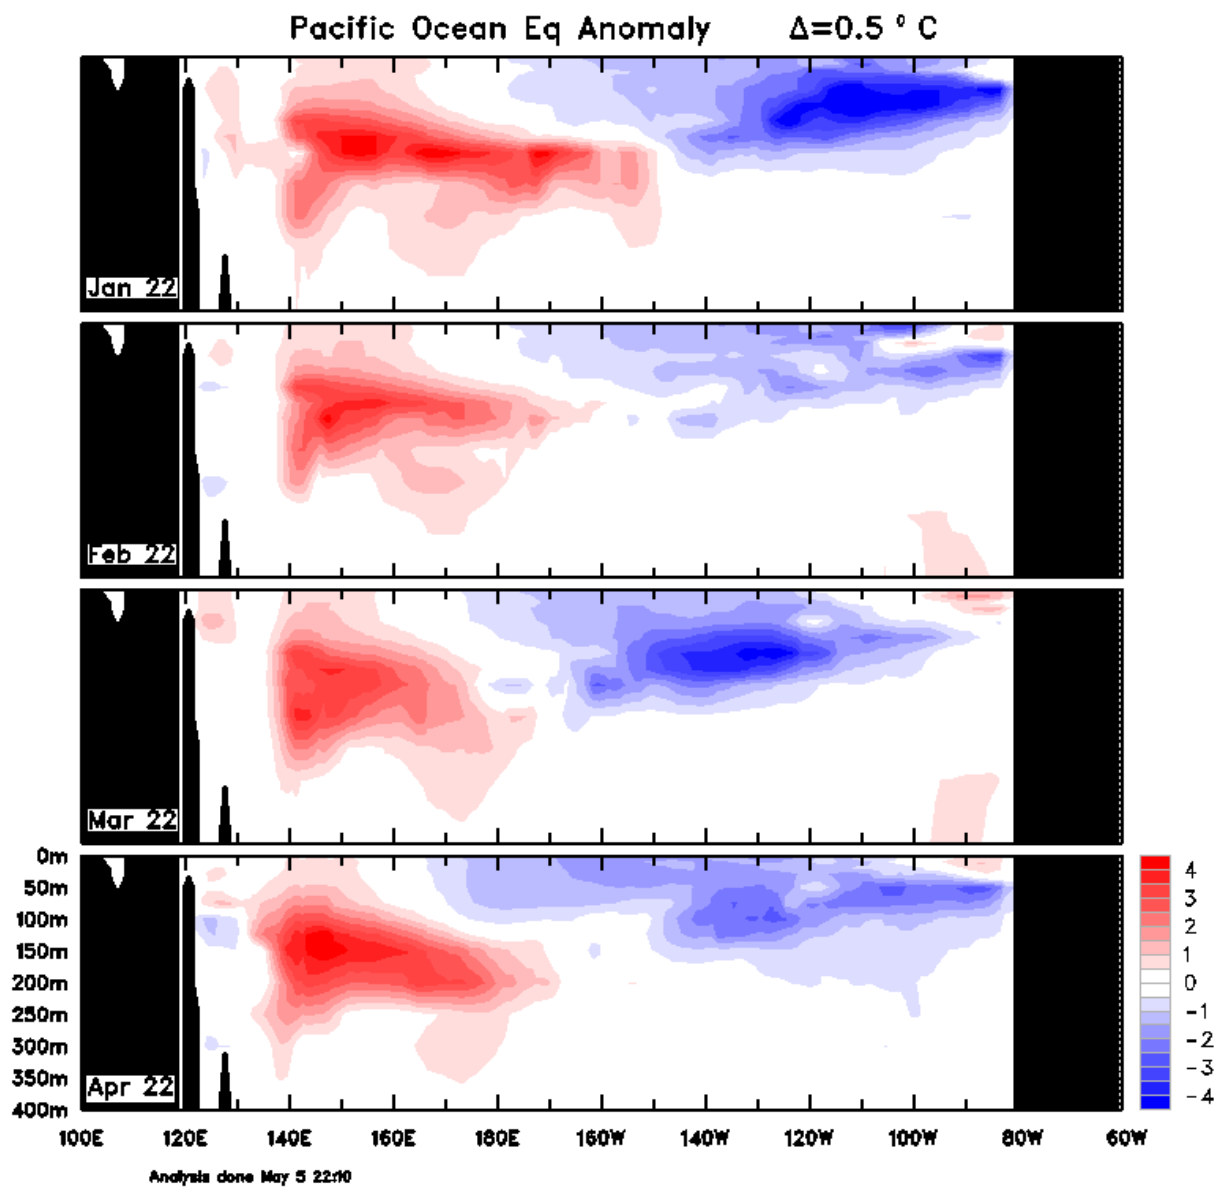 Pacific Ocean Eq Anomaly Δ=0.5 ° C
Jan 22
Feb 22
Mar 22
0m
50m
100m
150m
200m
250m
300m
350m
400m
Apr 22
4
3
2
1
0
-1
-2
-3
-4
100E 120E 140E 160E 180E 160W 140W 120W 100W 80W 60W
Analysis done May 5 22:10